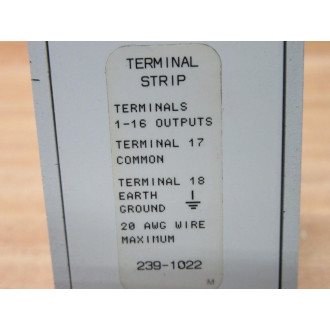 TERMINAL
STRIP
TERMINALS
1-16 OUTPUTS
TERMINAL 17
COMMON
TERMINAL 18
EARTH
GROUND
20 AWG WIRE
MAXIMUM
239-1022
M